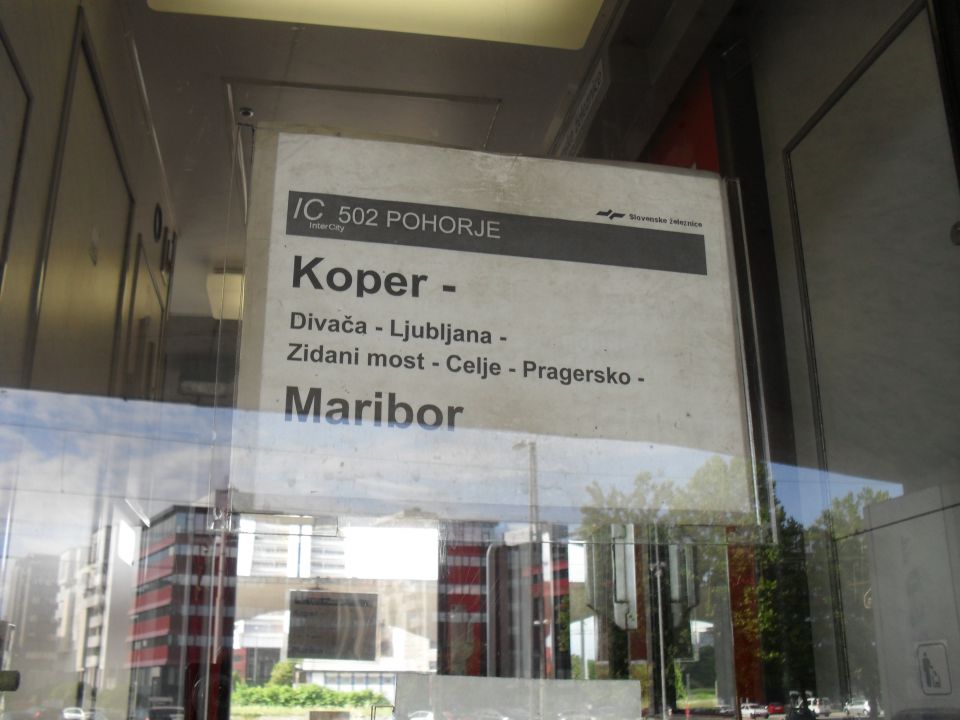 IC 502 POHORJE
InterCity
Slovenske železnice
Koper -
Divača - Ljubljana -
Zidani most - Celje - Pragersko -
Maribor